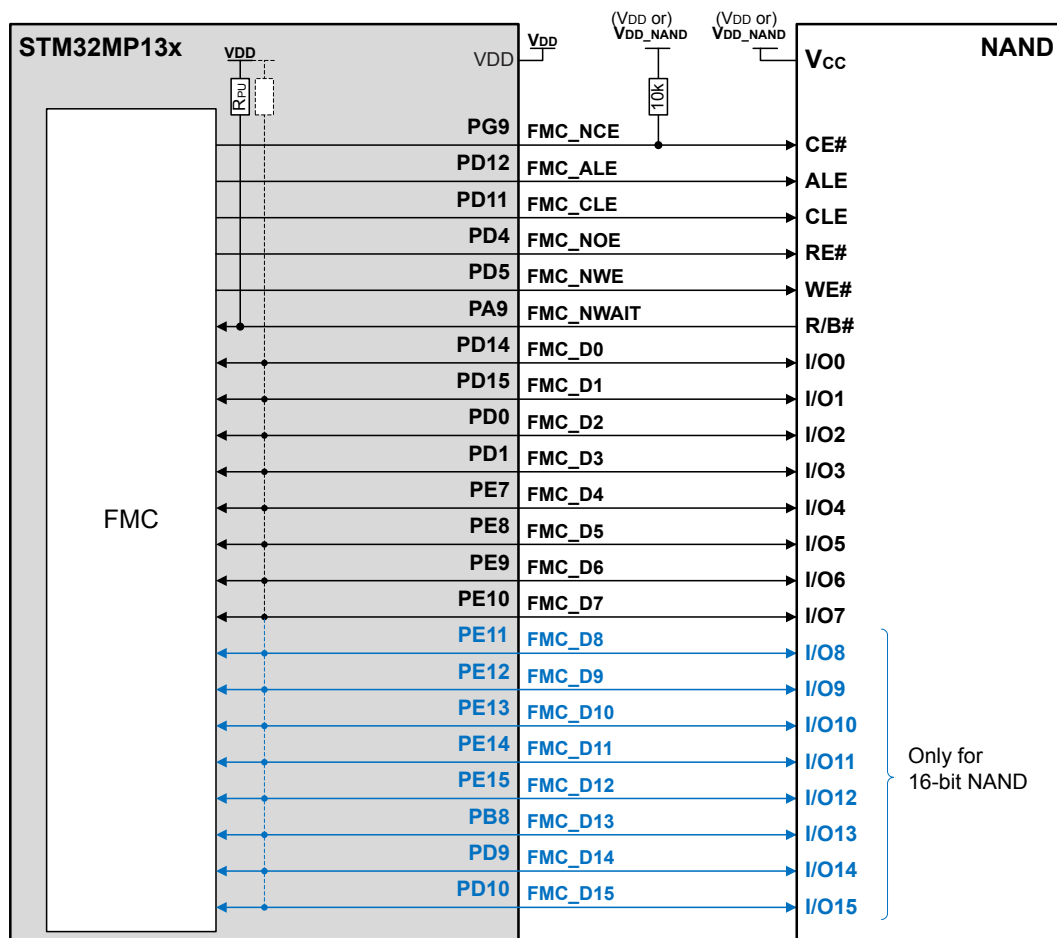 (VDD or)
VDD_NAND
(VDD or)
VDD_NAND
STM32MP13x
VDD
VDD
VDD
VCC
NAND
RPU
10k
PG9 FMC_NCE CE#
PD12 FMC_ALE ALE
PD11 FMC_CLE CLE
PD4 FMC_NOE RE#
PD5 FMC_NWE WE#
PA9 FMC_NWAIT R/B#
PD14 FMC_D0 I/O0
PD15 FMC_D1 I/O1
PD0 FMC_D2 I/O2
PD1 FMC_D3 I/O3
PE7 FMC_D4 I/O4
FMC
PE8 FMC_D5 I/O5
PE9 FMC_D6 I/O6
PE10 FMC_D7 I/O7
PE11 FMC_D8 I/O8
PE12 FMC_D9 I/O9
PE13 FMC_D10 I/O10
PE14 FMC_D11 I/O11
PE15 FMC_D12 I/O12
PB8 FMC_D13 I/O13
PD9 FMC_D14 I/O14
PD10 FMC_D15 I/O15
Only for
16-bit NAND